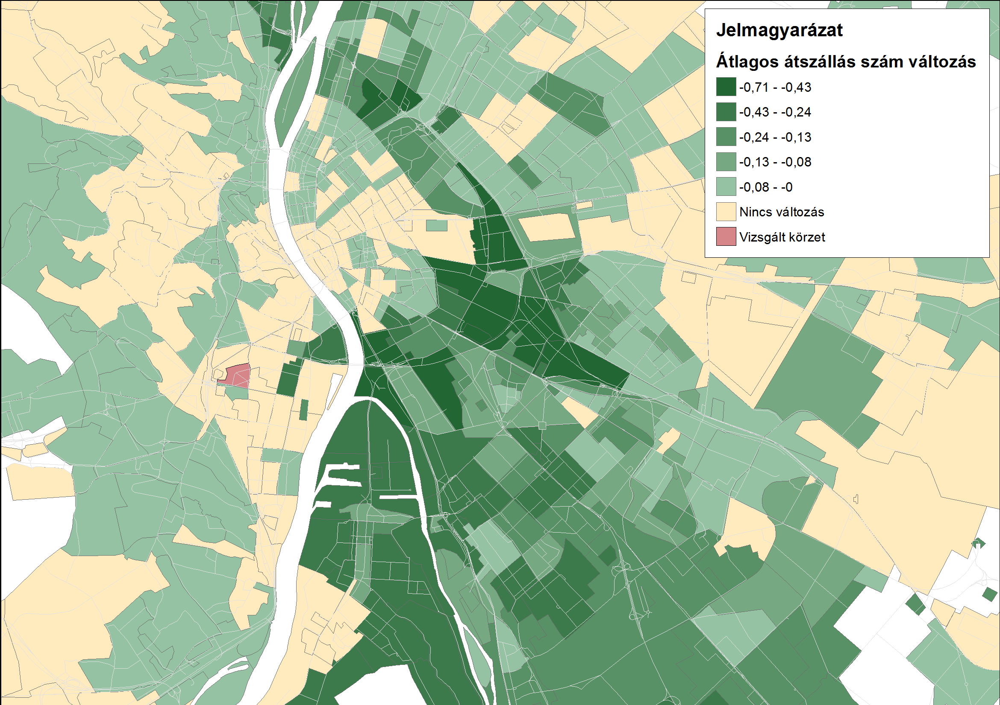 Jelmagyarázat
Átlagos átszállás szám változás
-0,71 - -0,43
-0,43 - -0,24
-0,24 - -0,13
-0,13 - -0,08
-0,08 - -0
Nincs változás
Vizsgált körzet